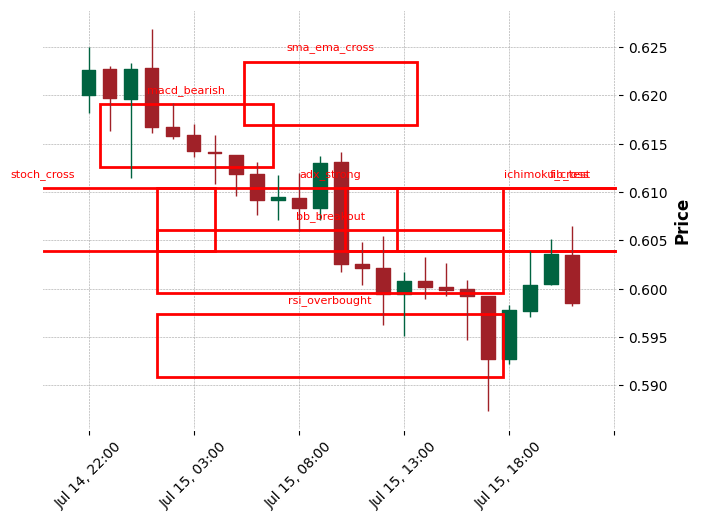 sma_ema_cross
macd_bearish
stoch_cross
adx_strong
bb_breakout
rsi_overbought
0.625
0.620
0.615
0.610
0.605
0.600
0.595
0.590
Price
Jul 14, 22:00
Jul 15, 03:00
Jul 15, 08:00
Jul 15, 13:00
Jul 15, 18:00